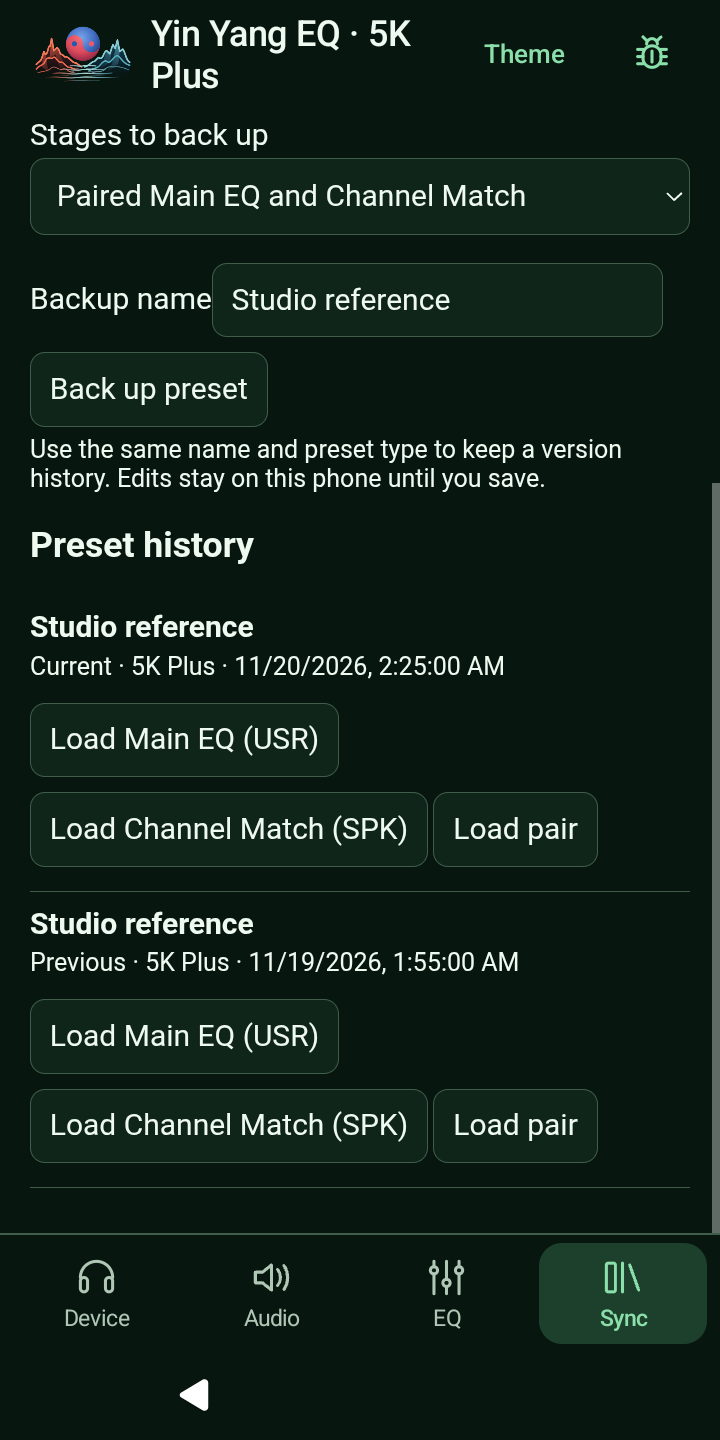 Yin Yang EQ · 5K
Plus
Theme
Stages to back up
Paired Main EQ and Channel Match
Backup name
Studio reference
Back up preset
Use the same name and preset type to keep a version
history. Edits stay on this phone until you save.
Preset history
Studio reference
Current · 5K Plus · 11/20/2026, 2:25:00 AM
Load Main EQ (USR)
Load Channel Match (SPK)
Load pair
Studio reference
Previous · 5K Plus · 11/19/2026, 1:55:00 AM
Load Main EQ (USR)
Load Channel Match (SPK)
Load pair
Device
Audio
EQ
Sync